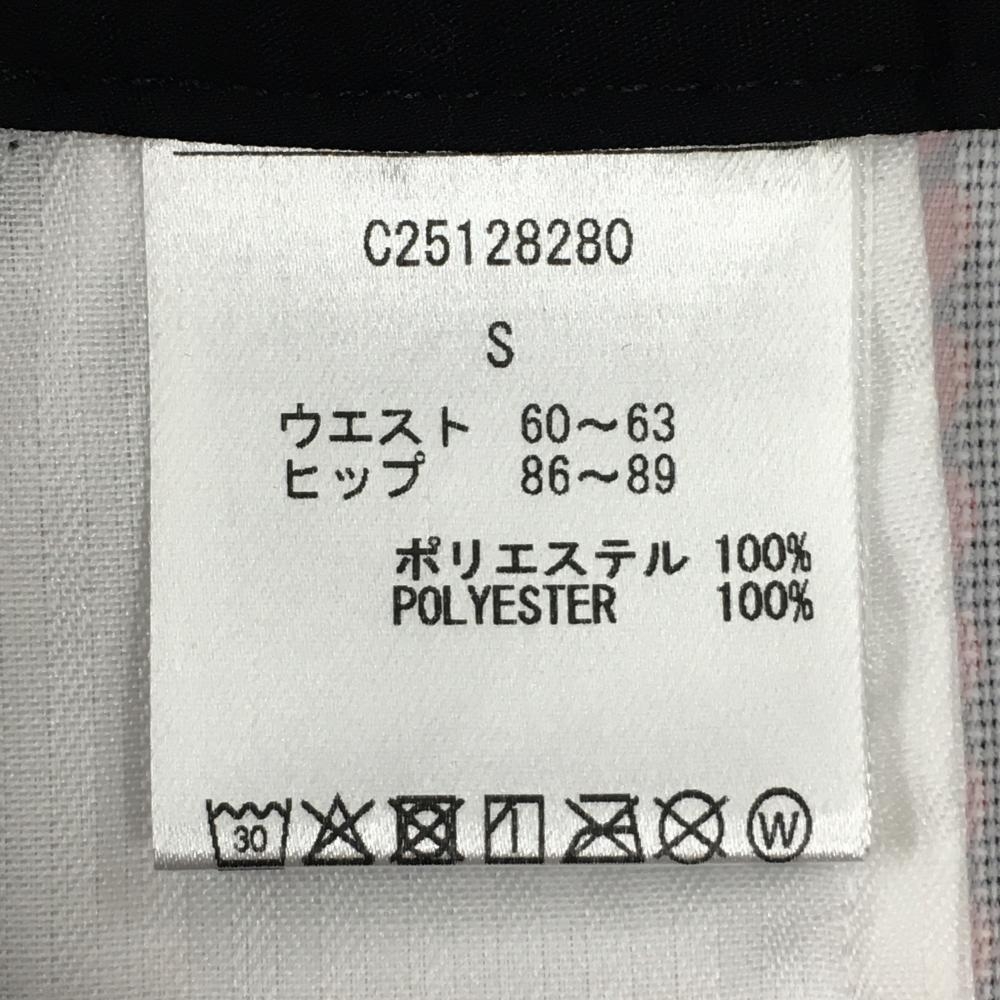 C25128280
S
ウエスト 60～63
ヒップ 86～89
ポリエステル 100%
POLYESTER 100%
30 W